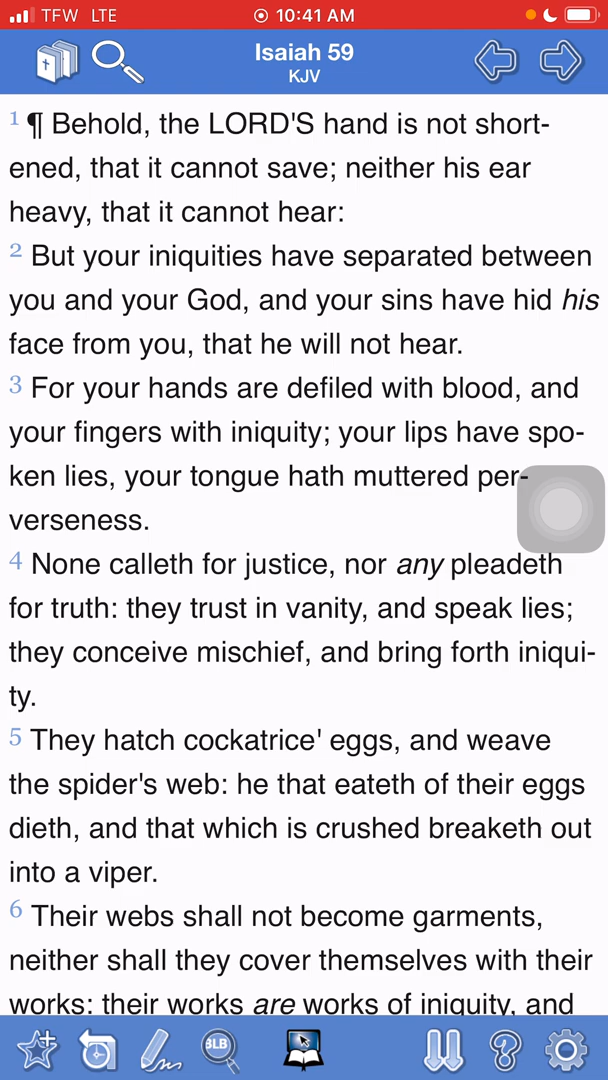 TFW LTE 10:41 AM
Isaiah 59
KJV
1 ¶ Behold, the LORD'S hand is not short-
ened, that it cannot save; neither his ear
heavy, that it cannot hear:
2 But your iniquities have separated between
you and your God, and your sins have hid his
face from you, that he will not hear.
3 For your hands are defiled with blood, and
your fingers with iniquity; your lips have spo-
ken lies, your tongue hath muttered per-
verseness.
4 None calleth for justice, nor any pleadeth
for truth: they trust in vanity, and speak lies;
they conceive mischief, and bring forth iniqui-
ty.
5 They hatch cockatrice' eggs, and weave
the spider's web: he that eateth of their eggs
dieth, and that which is crushed breaketh out
into a viper.
6 Their webs shall not become garments,
neither shall they cover themselves with their
works: their works are works of iniquity, and
BLB